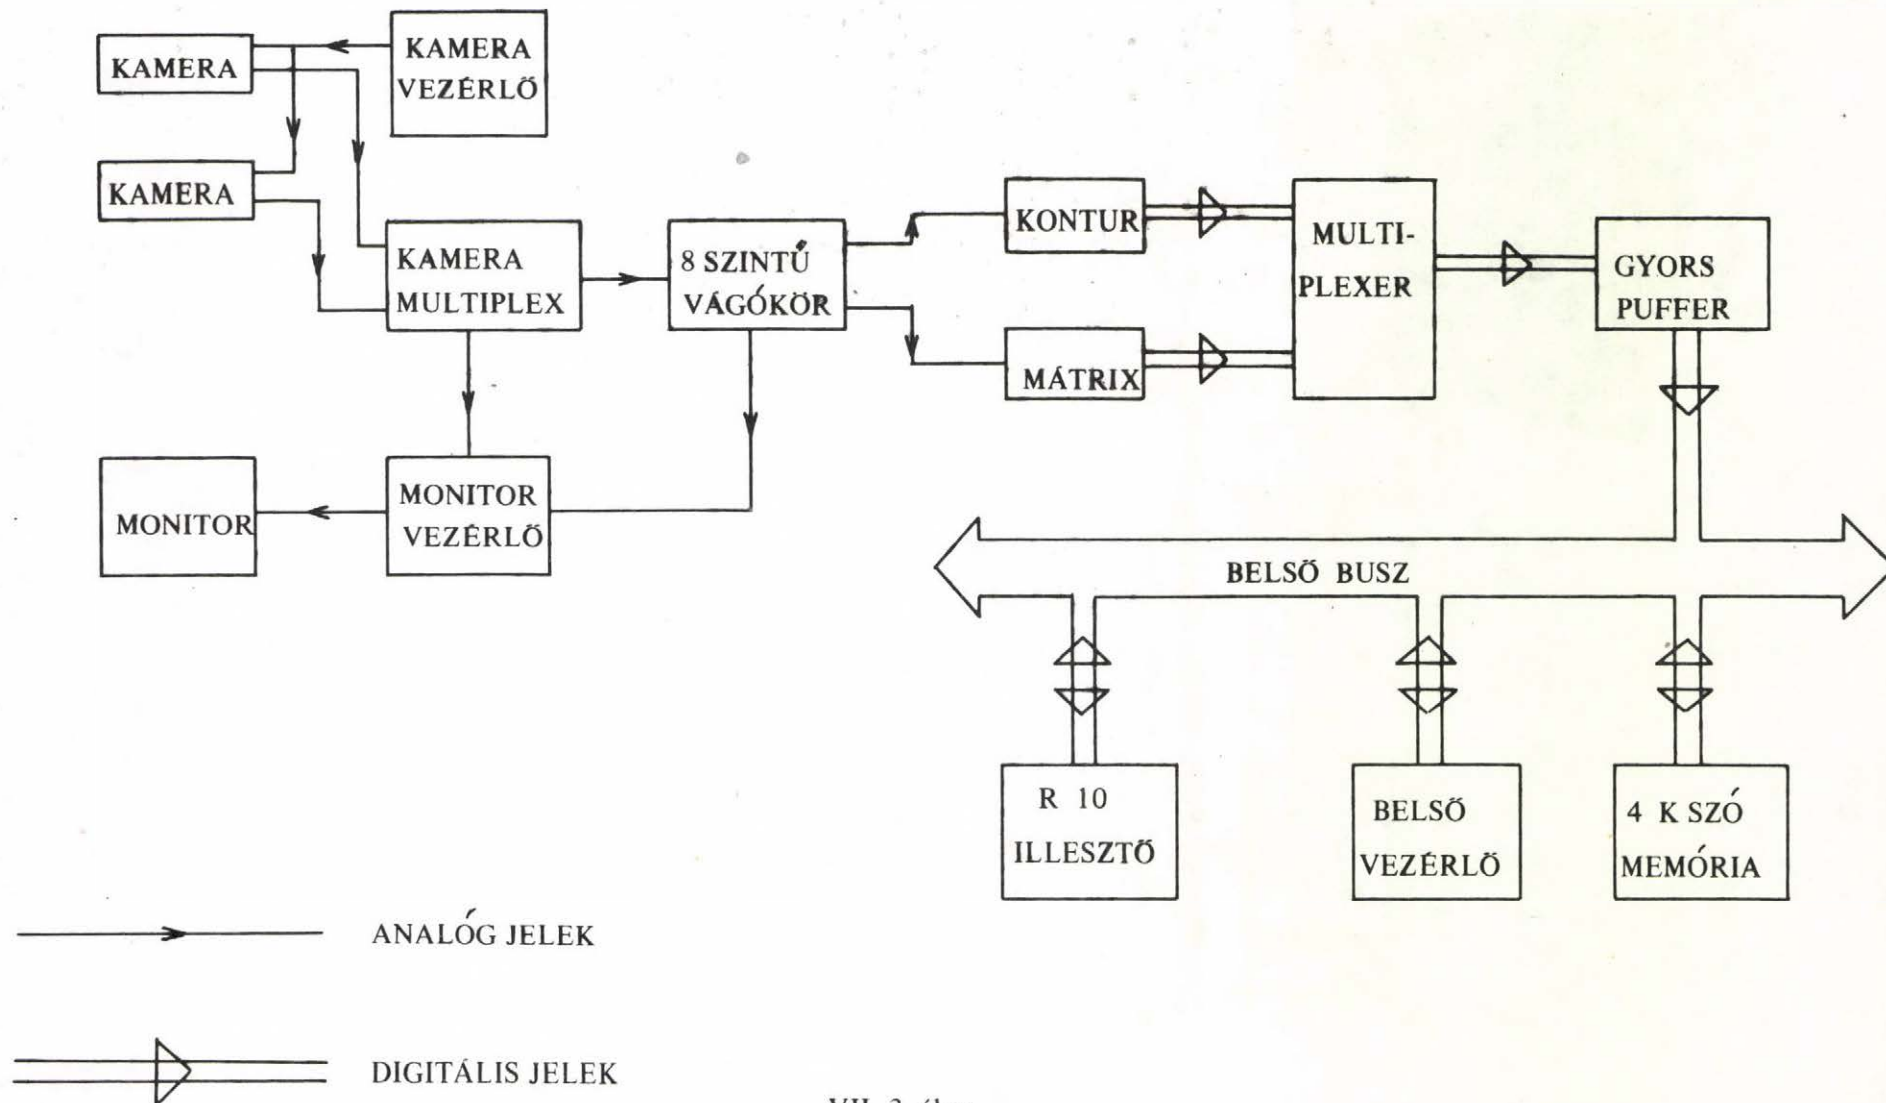 KAMERA
KAMERA
VEZÉRLŐ
KAMERA
KAMERA
MULTIPLEX
8 SZINTŰ
VÁGÓKÖR
KONTUR
MULTI-
PLEXER
GYORS
PUFFER
MÁTRIX
MONITOR
MONITOR
VEZÉRLŐ
BELSŐ BUSZ
R 10
ILLESZTŐ
BELSŐ
VEZÉRLŐ
4 K SZÓ
MEMÓRIA
ANALÓG JELEK
DIGITÁLIS JELEK